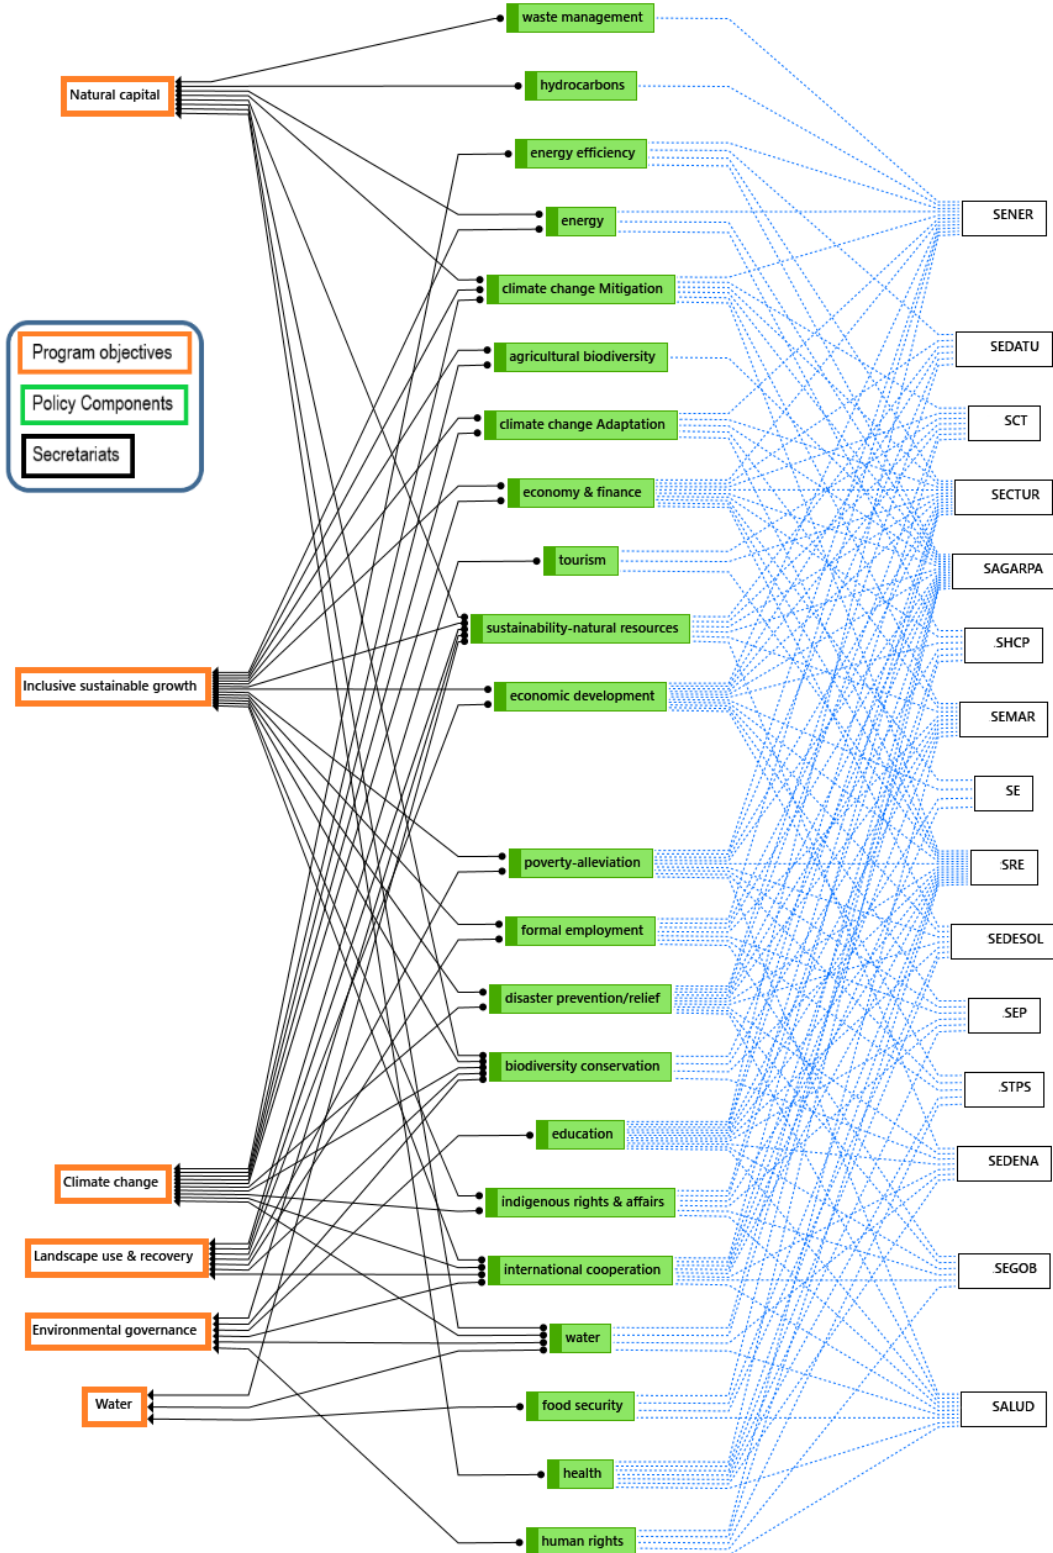 Natural capital
Program objectives
Policy Components
Secretariats
Inclusive sustainable growth
Climate change
Landscape use & recovery
Environmental governance
Water
waste management
hydrocarbons
energy efficiency
energy
climate change Mitigation
agricultural biodiversity
climate change Adaptation
economy & finance
tourism
sustainability-natural resources
economic development
poverty-alleviation
formal employment
disaster prevention/relief
biodiversity conservation
education
indigenous rights & affairs
international cooperation
water
food security
health
human rights
SENER
SEDATU
SCT
SECTUR
SAGARPA
.SHCP
SEMAR
SE
.SRE
SEDESOL
.SEP
.STPS
SEDENA
.SEGOB
SALUD